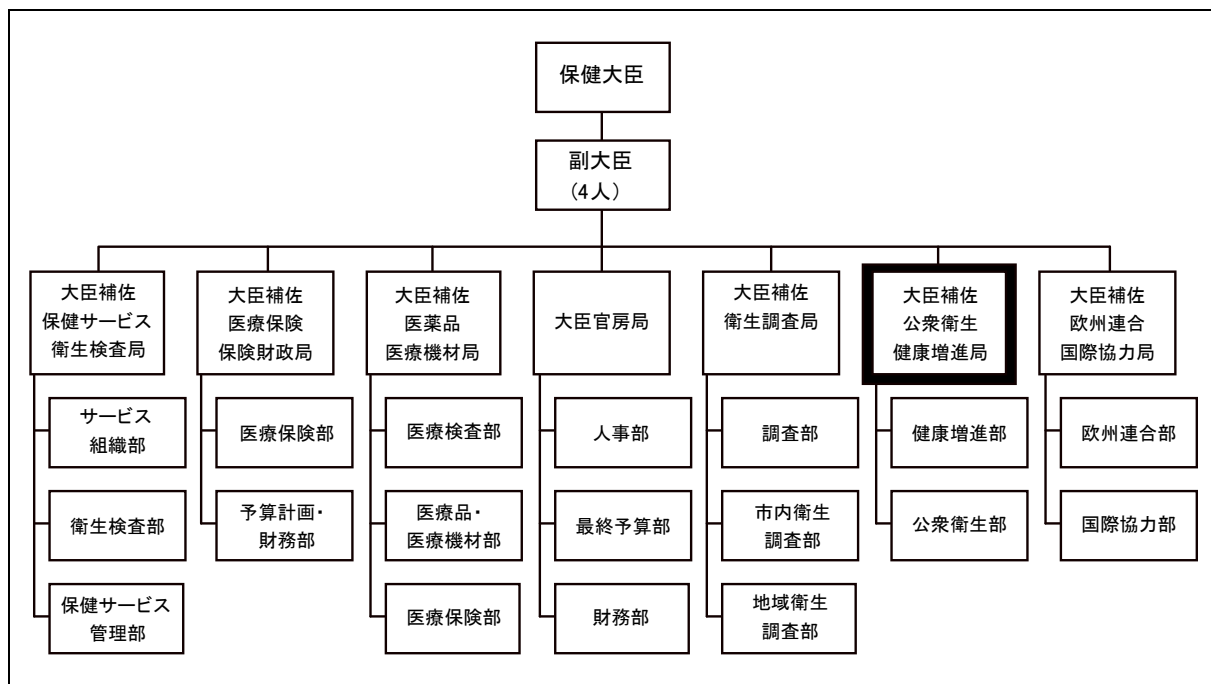 保健大臣
副大臣
(4人)
大臣補佐
保健サービス
衛生検査局
大臣補佐
医療保険
保険財政局
大臣補佐
医薬品
医療機材局
大臣官房局
大臣補佐
衛生調査局
大臣補佐
公衆衛生
健康増進局
大臣補佐
欧州連合
国際協力局
サービス
組織部
医療保険部
医療検査部
人事部
調査部
健康増進部
欧州連合部
衛生検査部
予算計画・
財務部
医療品・
医療機材部
最終予算部
市内衛生
調査部
公衆衛生部
国際協力部
保健サービス
管理部
医療保険部
財務部
地域衛生
調査部